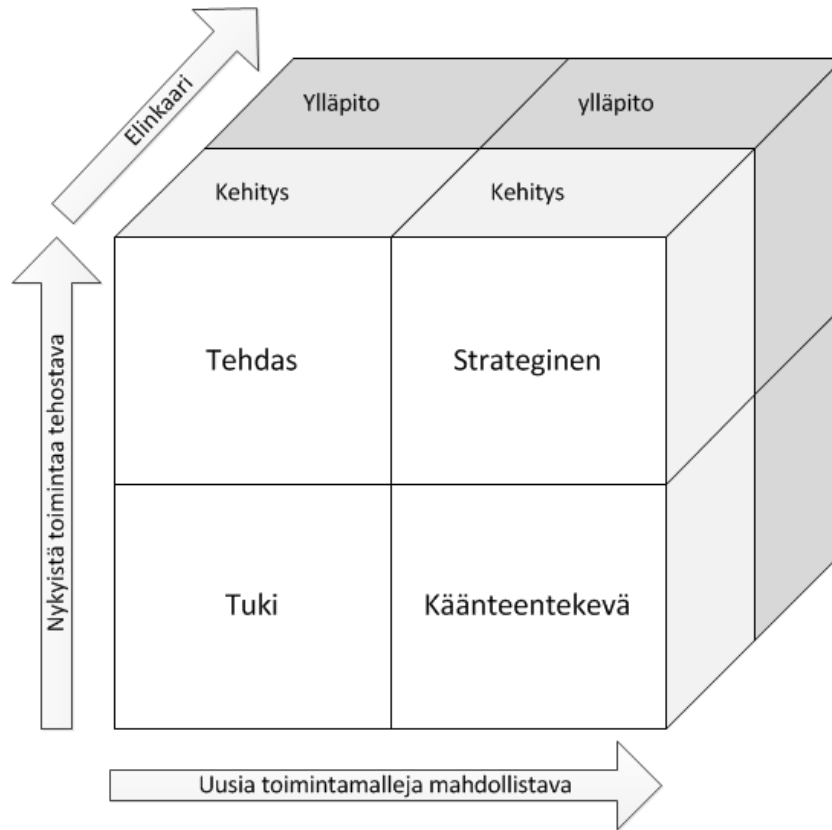 Elinkaari
Ylläpito
ylläpito
Kehitys
Kehitys
Nykyistä toimintaa tehostava
Tehdas
Strateginen
Tuki
Käänteentekevä
Uusia toimintamalleja mahdollistava